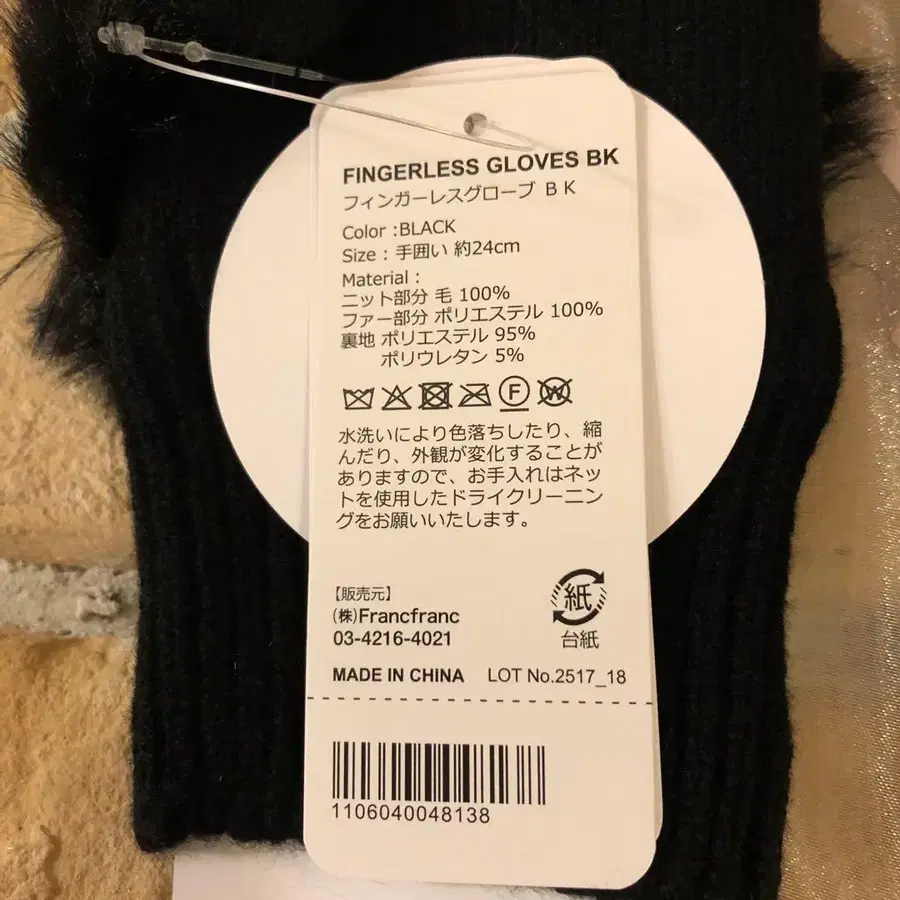 FINGERLESS GLOVES BK
フィンガーレスグローブ BK
Color :BLACK
Size : 手囲い 約24cm
Material :
ニット部分 毛 100%
ファー部分 ポリエステル 100%
裏地 ポリエステル 95%
ポリウレタン 5%
F W
水洗いにより色落ちしたり、縮
んだり、外観が変化することが
ありますので、お手入れはネッ
トを使用したドライクリーニン
グをお願いいたします。
【販売元】
(株)Francfranc
03-4216-4021
紙
台紙
MADE IN CHINA LOT No.2517_18
1106040048138